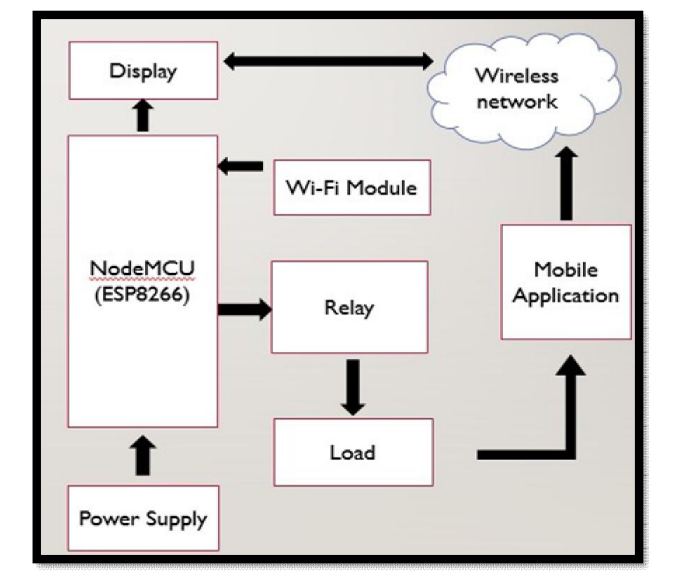 Display
Wireless
network
Wi-Fi Module
NodeMCU
(ESP8266)
Relay
Mobile
Application
Load
Power Supply